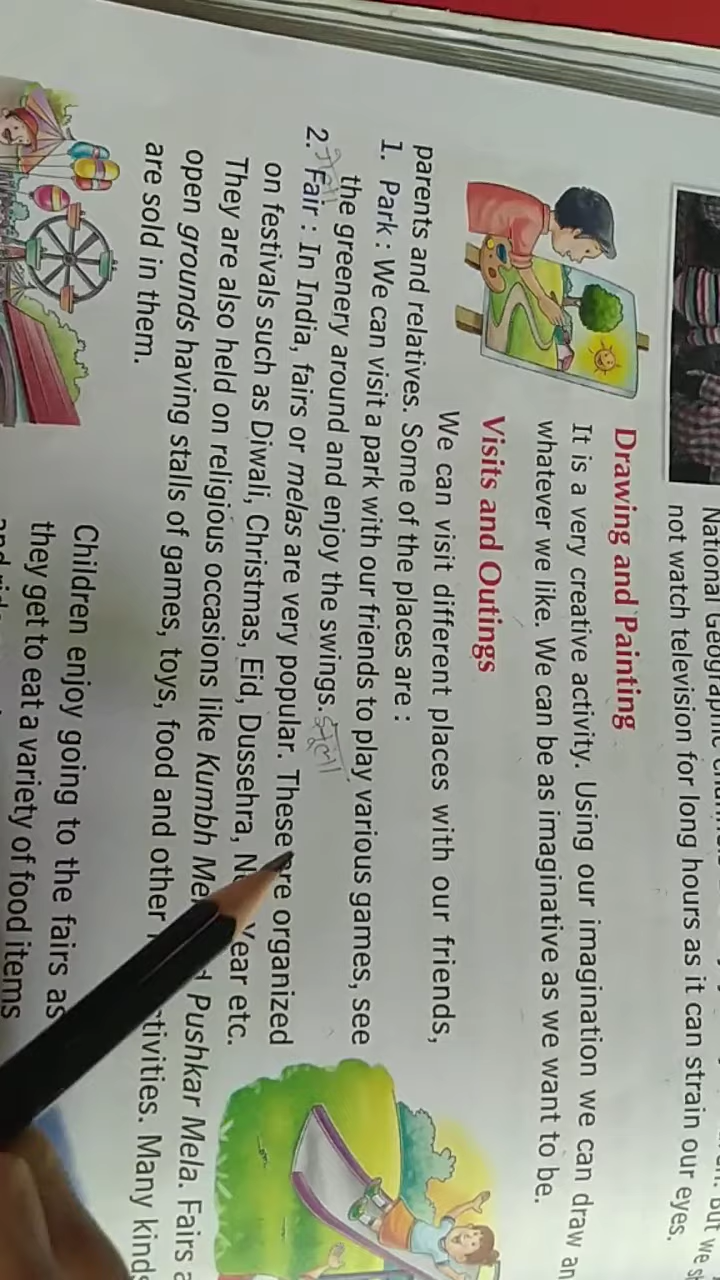 National Geographic
not watch television for long hours as it can strain our eyes.
Drawing and Painting
It is a very creative activity. Using our imagination we can draw
whatever we like. We can be as imaginative as we want to be.
Visits and Outings
We can visit different places with our friends,
parents and relatives. Some of the places are :
1. Park : We can visit a park with our friends to play various games, see
the greenery around and enjoy the swings.
2. Fair : In India, fairs or melas are very popular. These are organized
on festivals such as Diwali, Christmas, Eid, Dussehra, Year etc.
They are also held on religious occasions like Kumbh Pushkar Mela. Fairs
open grounds having stalls of games, toys, food and other Many
are sold in them.
Children enjoy going to the fairs as
they get to eat a variety of food items